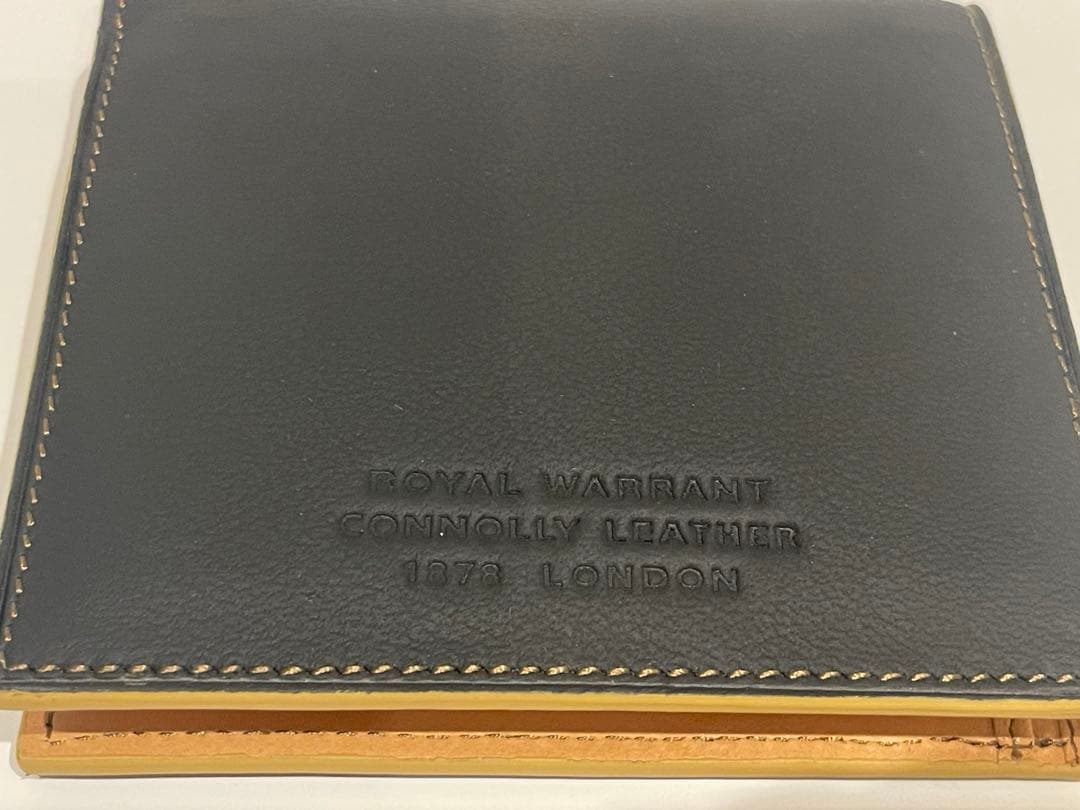 ROYAL WARRANT
CONNOLLY LEATHER
1878 LONDON